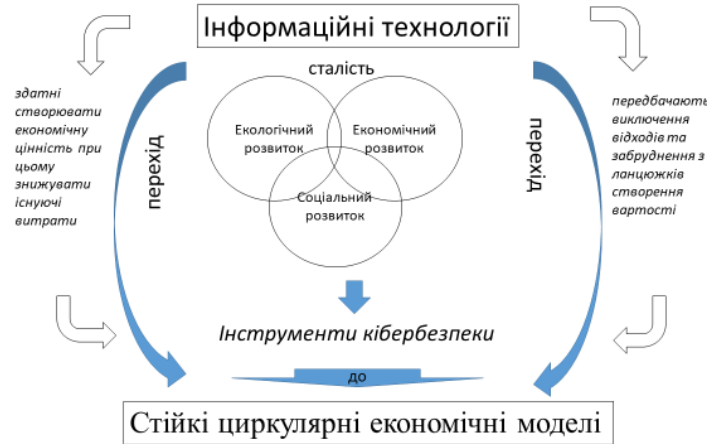 Інформаційні технології
сталість
здатні
створювати
економічну
цінність при
цьому
знижувати
існуючі
витрати
перехід
Екологічний
розвиток
Економічний
розвиток
Соціальний
розвиток
перехід
передбачають
виключення
відходів та
забруднення з
ланцюжків
створення
вартості
Інструменти кібербезпеки
до
Стійкі циркулярні економічні моделі